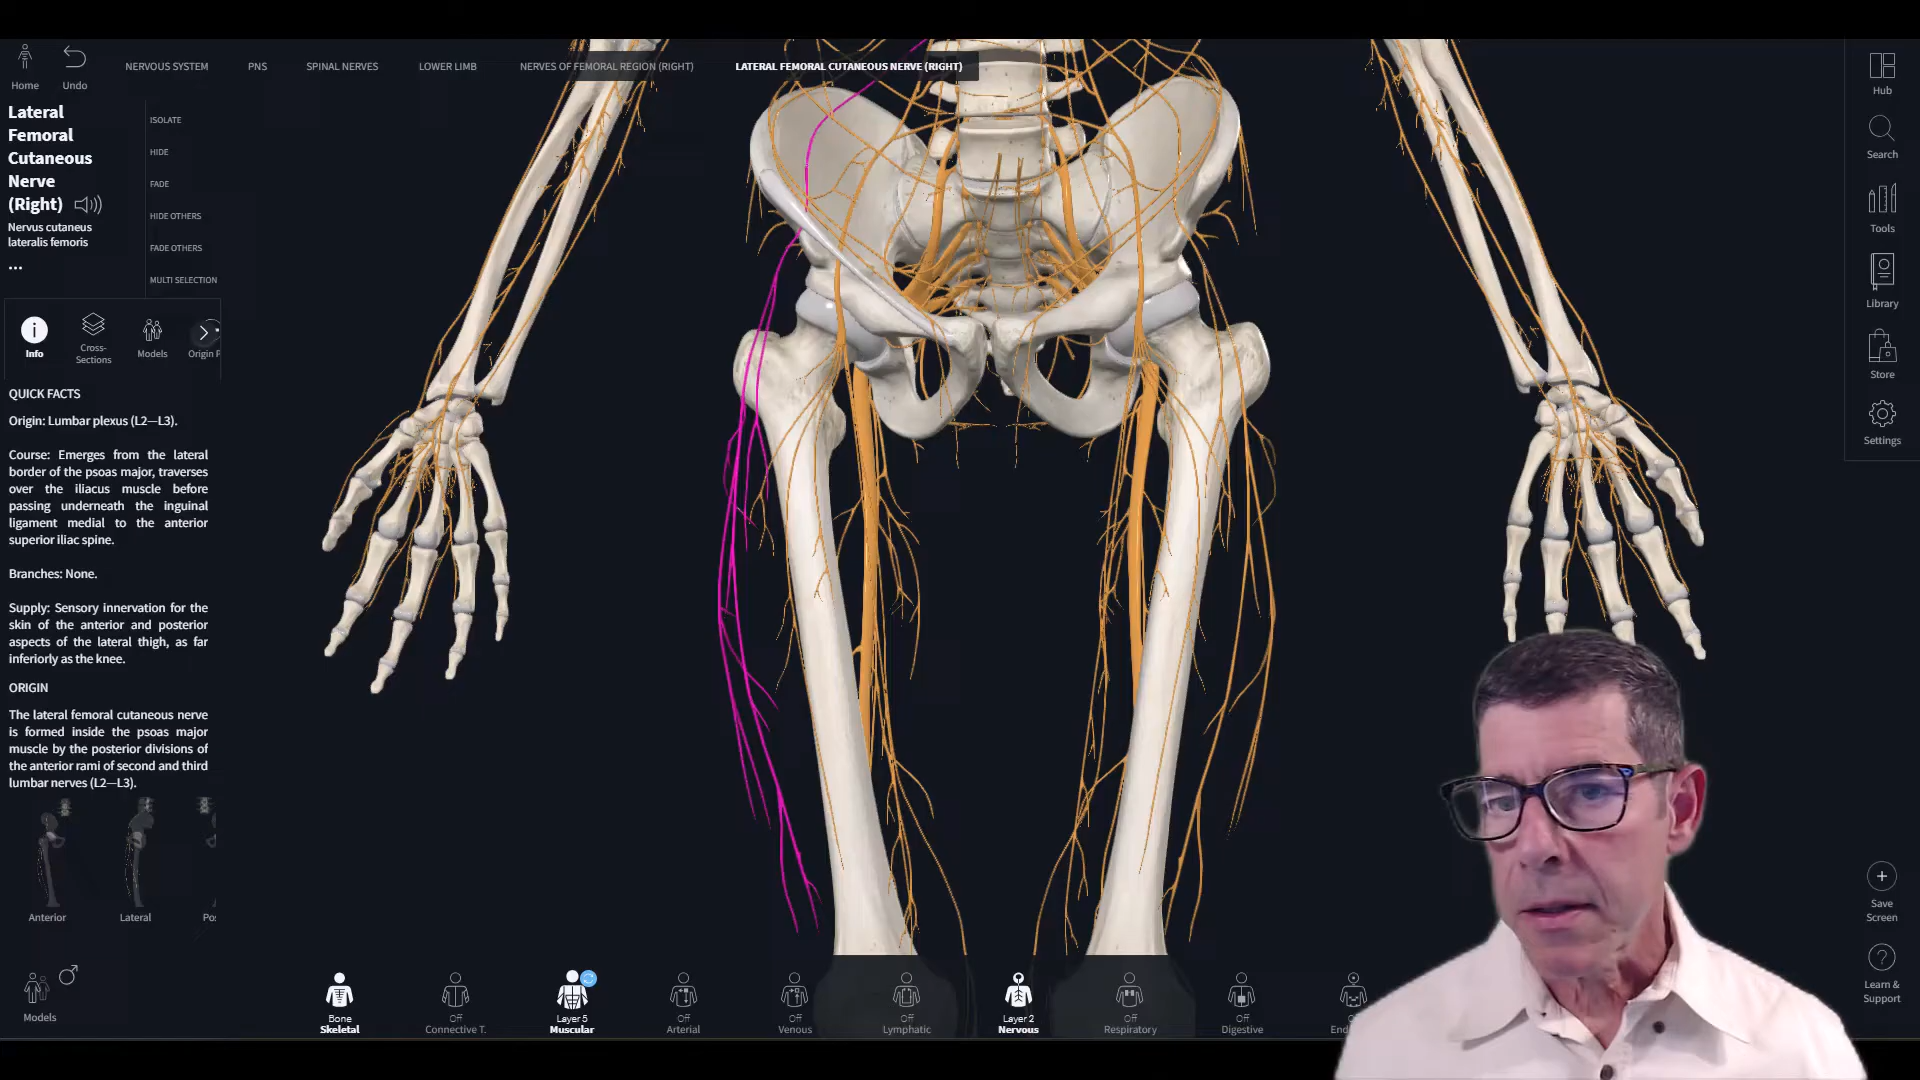 Home
Undo
NERVOUS SYSTEM
PNS
SPINAL NERVES
LOWER LIMB
NERVES OF FEMORAL REGION (RIGHT)
LATERAL FEMORAL CUTANEOUS NERVE (RIGHT)
Lateral
Femoral
Cutaneous
Nerve
(Right)
Nervus cutaneus
lateralis femoris
...
ISOLATE
HIDE
FADE
HIDE OTHERS
FADE OTHERS
MULTI SELECTION
Info
Cross-
Sections
Models
Origin
QUICK FACTS
Origin: Lumbar plexus (L2—L3).
Course: Emerges from the lateral
border of the psoas major, traverses
over the iliacus muscle before
passing underneath the inguinal
ligament medial to the anterior
superior iliac spine.
Branches: None.
Supply: Sensory innervation for the
skin of the anterior and posterior
aspects of the lateral thigh, as far
inferiorly as the knee.
ORIGIN
The lateral femoral cutaneous nerve
is formed inside the psoas major
muscle by the posterior divisions of
the anterior rami of second and third
lumbar nerves (L2—L3).
Anterior
Lateral
Models
Bone
Skeletal
Off
Connective T.
Layer 5
Muscular
Off
Arterial
Off
Venous
Off
Lymphatic
Layer 2
Nervous
Off
Respiratory
Off
Digestive
Hub
Search
Tools
Library
Store
Settings
Save
Screen
Learn &
Support